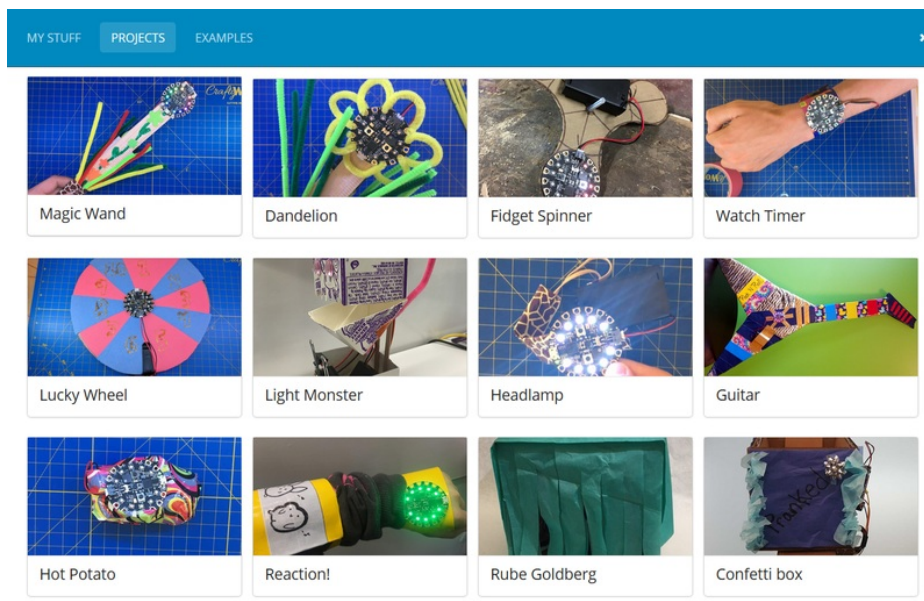 MY STUFF PROJECTS EXAMPLES
Magic Wand Dandelion Fidget Spinner Watch Timer
Lucky Wheel Light Monster Headlamp Guitar
Pranked
Hot Potato Reaction! Rube Goldberg Confetti box